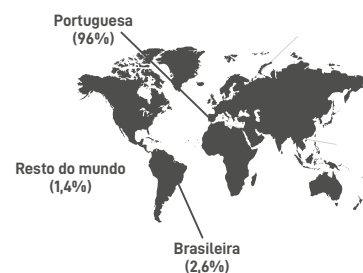 Portuguesa
(96%)
Resto do mundo
(1,4%)
Brasileira
(2,6%)